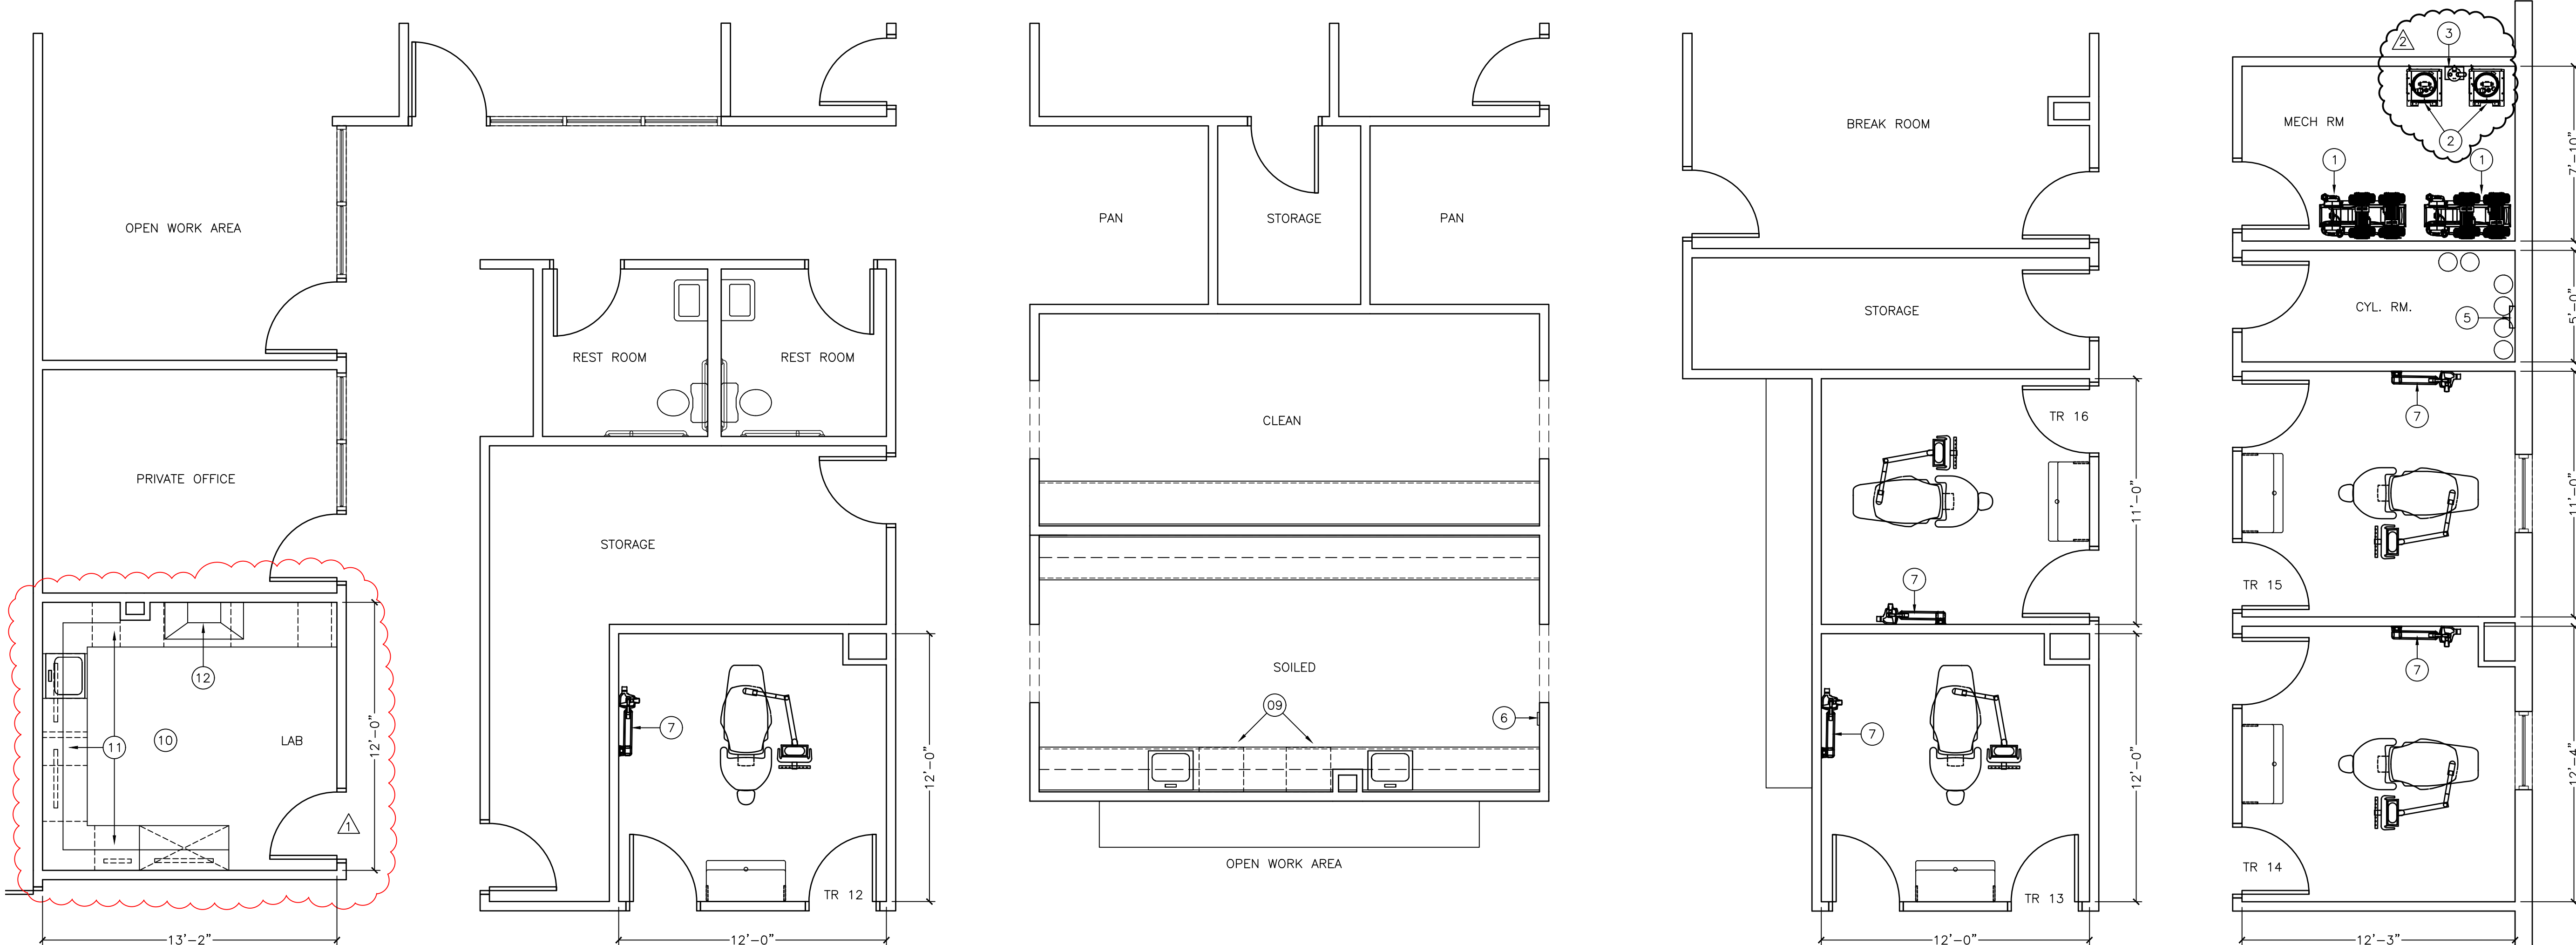 OPEN WORK AREA
PRIVATE OFFICE
12
11
10
LAB
12'-0"
1
13'-2"
REST ROOM
REST ROOM
STORAGE
7
12'-0"
TR 12
12'-0"
PAN
STORAGE
PAN
CLEAN
SOILED
09
6
OPEN WORK AREA
BREAK ROOM
STORAGE
TR 16
11'-0"
7
7
12'-0"
TR 13
12'-0"
2
3
MECH RM
2
1
1
7'-10"
CYL. RM.
5
5'-0"
7
11'-0"
TR 15
7
12'-4"
TR 14
12'-3"